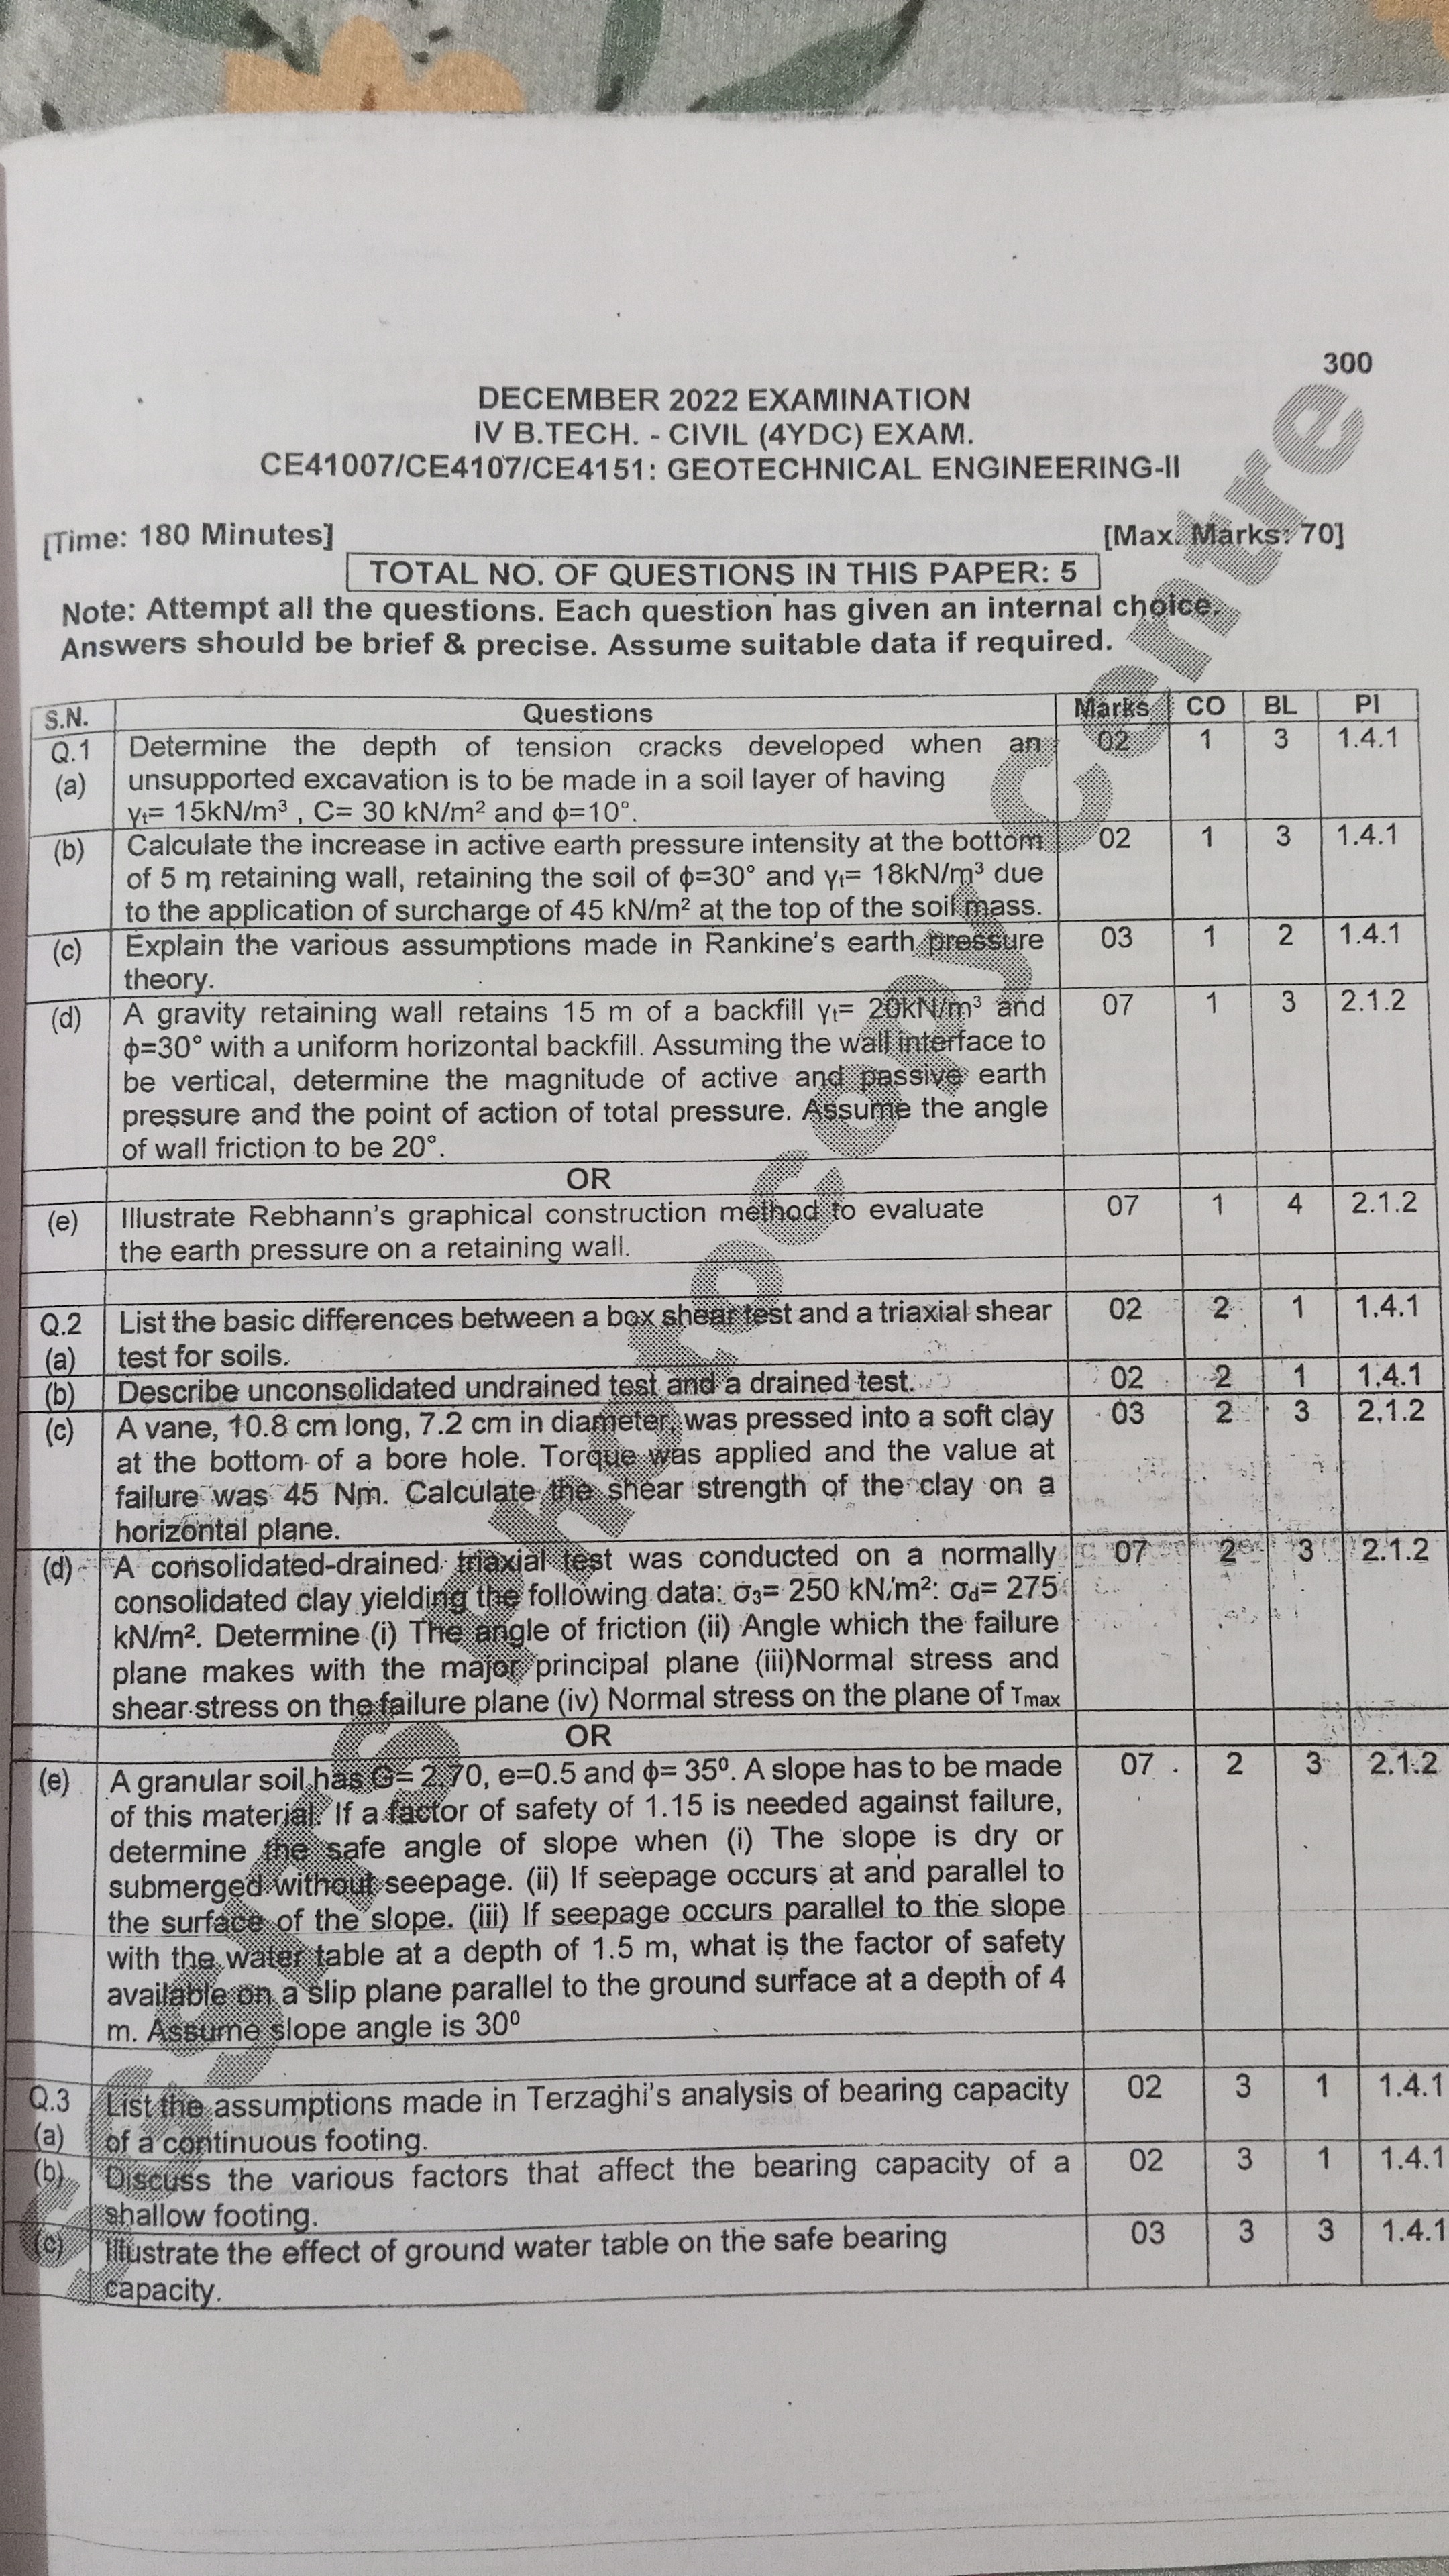 300
DECEMBER 2022 EXAMINATION
IV B.TECH. - CIVIL (4YDC) EXAM.
CE41007/CE4107/CE4151: GEOTECHNICAL ENGINEERING-II
[Time: 180 Minutes] [Max. Marks: 70]
TOTAL NO. OF QUESTIONS IN THIS PAPER: 5
Note: Attempt all the questions. Each question has given an internal choice.
Answers should be brief & precise. Assume suitable data if required.
S.N. Questions Marks CO BL PI
Q.1 Determine the depth of tension cracks developed when an 02 1 3 1.4.1
(a) unsupported excavation is to be made in a soil layer of having
γt= 15kN/m³ , C= 30 kN/m² and ϕ=10°.
(b) Calculate the increase in active earth pressure intensity at the bottom 02 1 3 1.4.1
of 5 m retaining wall, retaining the soil of ϕ=30° and γt= 18kN/m³ due
to the application of surcharge of 45 kN/m² at the top of the soil mass.
(c) Explain the various assumptions made in Rankine's earth pressure 03 1 2 1.4.1
theory.
(d) A gravity retaining wall retains 15 m of a backfill γt= 20kN/m³ and 07 1 3 2.1.2
ϕ=30° with a uniform horizontal backfill. Assuming the wall interface to
be vertical, determine the magnitude of active and passive earth
pressure and the point of action of total pressure. Assume the angle
of wall friction to be 20°.
OR
(e) Illustrate Rebhann's graphical construction method to evaluate 07 1 4 2.1.2
the earth pressure on a retaining wall.
Q.2 List the basic differences between a box shear test and a triaxial shear 02 2 1 1.4.1
(a) test for soils.
(b) Describe unconsolidated undrained test and a drained test. 02 2 1 1.4.1
(c) A vane, 10.8 cm long, 7.2 cm in diameter, was pressed into a soft clay 03 2 3 2.1.2
at the bottom of a bore hole. Torque was applied and the value at
failure was 45 Nm. Calculate the shear strength of the clay on a
horizontal plane.
(d) A consolidated-drained triaxial test was conducted on a normally 07 2 3 2.1.2
consolidated clay yielding the following data: σ3= 250 kN/m²: σd= 275
kN/m². Determine (i) The angle of friction (ii) Angle which the failure
plane makes with the major principal plane (iii)Normal stress and
shear stress on the failure plane (iv) Normal stress on the plane of τmax
OR
(e) A granular soil has G= 2.70, e=0.5 and ϕ= 35⁰. A slope has to be made 07 2 3 2.1.2
of this material. If a factor of safety of 1.15 is needed against failure,
determine the safe angle of slope when (i) The slope is dry or
submerged without seepage. (ii) If seepage occurs at and parallel to
the surface of the slope. (iii) If seepage occurs parallel to the slope
with the water table at a depth of 1.5 m, what is the factor of safety
available on a slip plane parallel to the ground surface at a depth of 4
m. Assume slope angle is 30⁰
Q.3 List the assumptions made in Terzaghi's analysis of bearing capacity 02 3 1 1.4.1
(a) of a continuous footing.
(b) Discuss the various factors that affect the bearing capacity of a 02 3 1 1.4.1
shallow footing.
(c) Illustrate the effect of ground water table on the safe bearing 03 3 3 1.4.1
capacity.